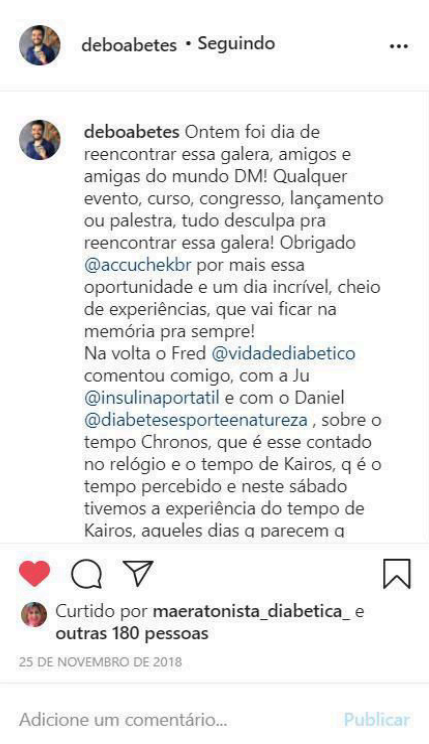 deboabetes • Seguindo
...
deboabetes Ontem foi dia de
reencontrar essa galera, amigos e
amigas do mundo DM! Qualquer
evento, curso, congresso, lançamento
ou palestra, tudo desculpa pra
reencontrar essa galera! Obrigado
@accuchekbr por mais essa
oportunidade e um dia incrível, cheio
de experiências, que vai ficar na
memória pra sempre!
Na volta o Fred @vidadediabetico
comentou comigo, com a Ju
@insulinaportatil e com o Daniel
@diabetesesporteenatureza , sobre o
tempo Chronos, que é esse contado
no relógio e o tempo de Kairos, q é o
tempo percebido e neste sábado
tivemos a experiência do tempo de
Kairos, aqueles dias q parecem q
Curtido por maeratonista_diabetica_ e
outras 180 pessoas
25 DE NOVEMBRO DE 2018
Adicione um comentário... Publicar